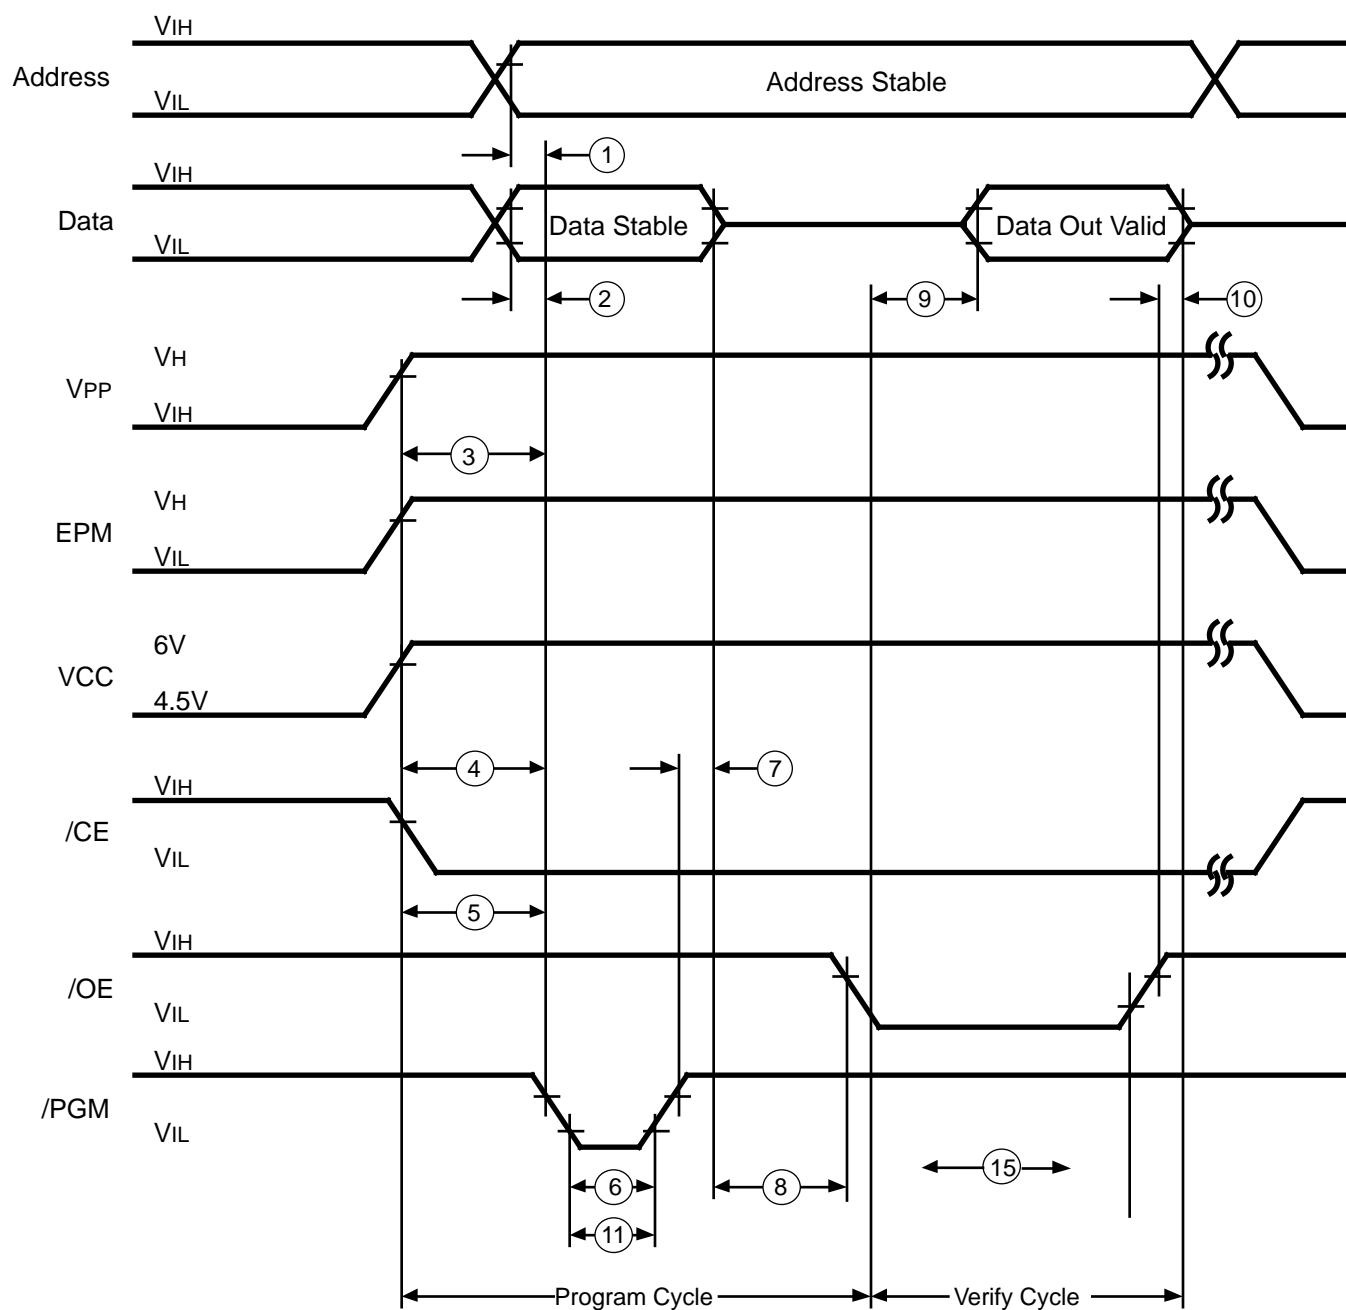 VIH
Address
Address Stable
VIL
1
VIH
Data
Data Stable
Data Out Valid
VIL
2
9
10
VH
VPP
VIH
3
VH
EPM
VIL
6V
VCC
4.5V
4
7
VIH
/CE
VIL
5
VIH
/OE
VIL
VIH
/PGM
VIL
15
6
8
11
Program Cycle
Verify Cycle